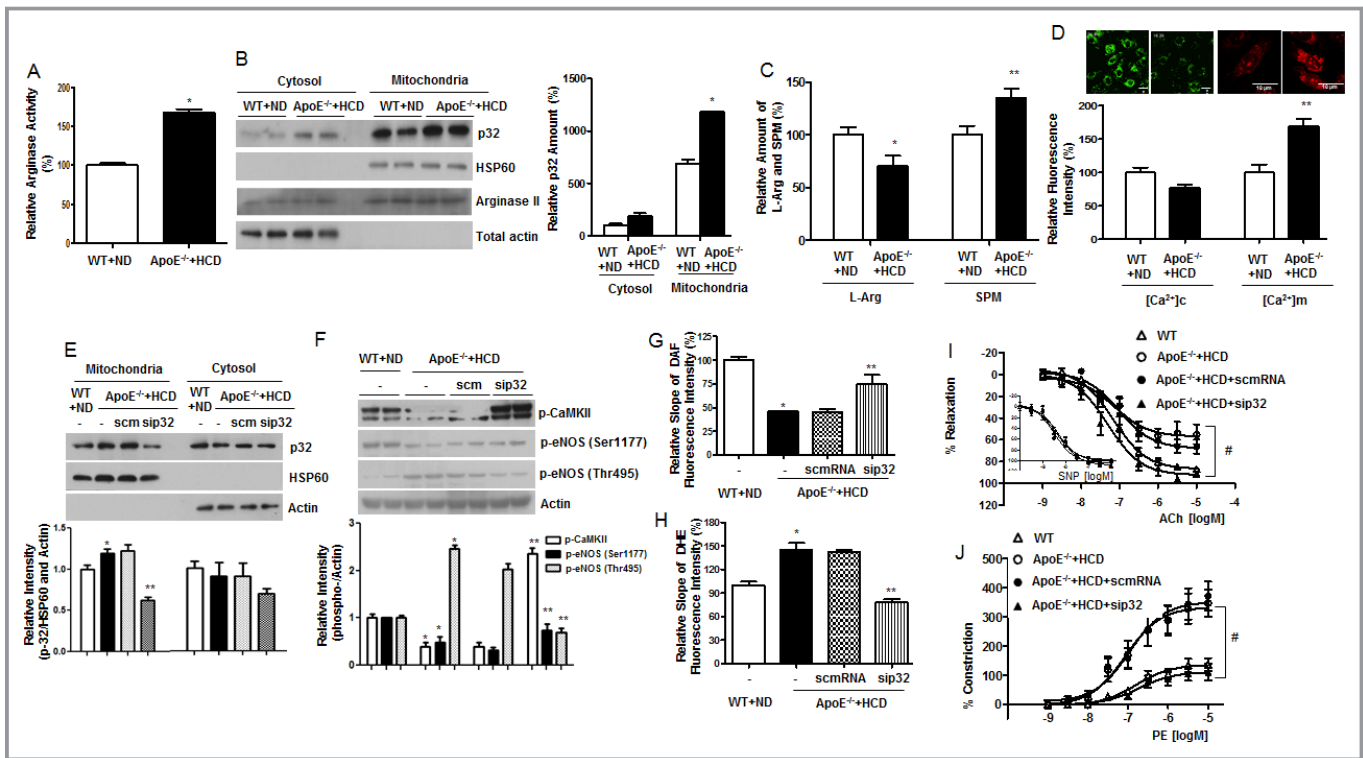 A
Relative Arginase Activity
(%)
200
150
100
50
0
*
WT+ND
ApoE⁻/⁻+HCD
B
Cytosol
Mitochondria
WT+ND
ApoE⁻/⁻+HCD
WT+ND
ApoE⁻/⁻+HCD
p32
HSP60
Arginase II
Total actin
Relative p32 Amount (%)
1500
1000
500
0
*
WT
+ND
ApoE⁻/⁻
+HCD
WT
+ND
ApoE⁻/⁻
+HCD
Cytosol
Mitochondria
C
Relative Amount of
L-Arg and SPM (%)
150
100
50
0
*
**
WT
+ND
ApoE⁻/⁻
+HCD
WT
+ND
ApoE⁻/⁻
+HCD
L-Arg
SPM
D
10 μm
10 μm
Relative Fluorescence
Intensity (%)
200
150
100
50
0
**
WT
+ND
ApoE⁻/⁻
+HCD
WT
+ND
ApoE⁻/⁻
+HCD
[Ca²⁺]c
[Ca²⁺]m
E
Mitochondria
Cytosol
WT
+ND
ApoE⁻/⁻+HCD
WT
+ND
ApoE⁻/⁻+HCD
- - scm sip32
- - scm sip32
p32
HSP60
Actin
Relative Intensity
(p-32/HSP60 and Actin)
1.5
1.0
0.5
0.0
*
**
F
WT+ND
ApoE⁻/⁻+HCD
- - scm sip32
p-CaMKII
p-eNOS (Ser1177)
p-eNOS (Thr495)
Actin
Relative Intensity
(phospho-/Actin)
4
2
0
p-CaMKII
p-eNOS (Ser1177)
p-eNOS (Thr495)
* * *
** ** **
G
Relative Slope of DAF
Fluorescence Intensity (%)
125
100
75
50
25
0
*
**
- - scmRNA sip32
WT+ND
ApoE⁻/⁻+HCD
H
Relative Slope of DHE
Fluorescence Intensity (%)
180
150
120
90
60
30
0
*
**
- - scmRNA sip32
WT+ND
ApoE⁻/⁻+HCD
I
WT
ApoE⁻/⁻+HCD
ApoE⁻/⁻+HCD+scmRNA
ApoE⁻/⁻+HCD+sip32
% Relaxation
-20
0
20
40
60
80
100
#
SNP [logM]
-9 -8 -7 -6 -5 -4
ACh [logM]
J
WT
ApoE⁻/⁻+HCD
ApoE⁻/⁻+HCD+scmRNA
ApoE⁻/⁻+HCD+sip32
% Constriction
400
300
200
100
0
#
-9 -8 -7 -6 -5
PE [logM]